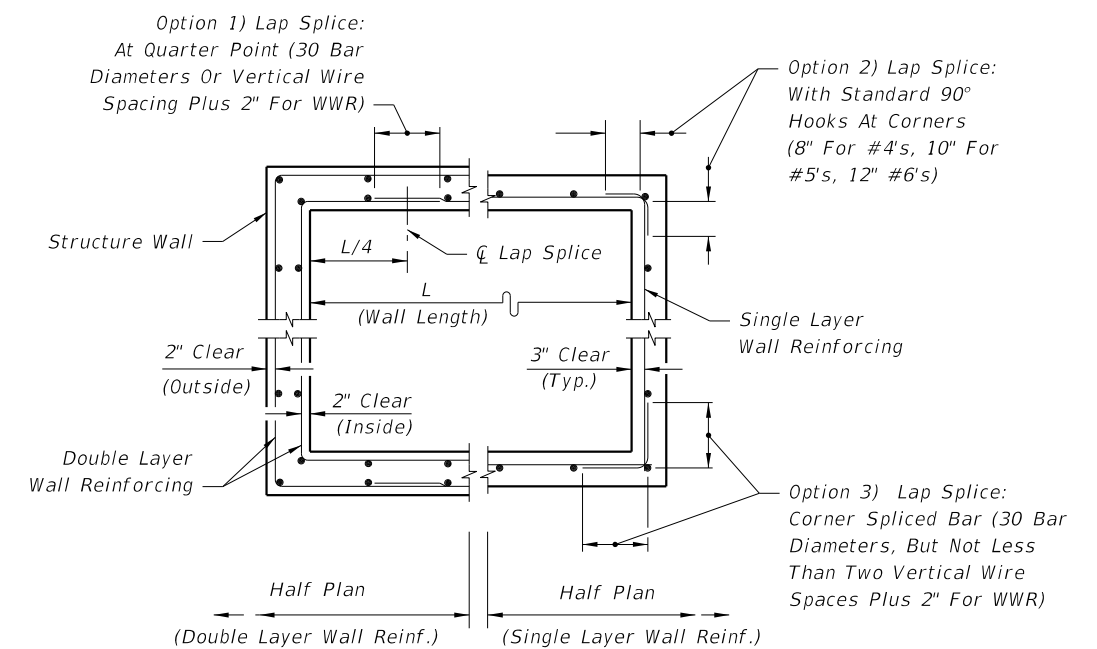 Option 1) Lap Splice:
At Quarter Point (30 Bar
Diameters Or Vertical Wire
Spacing Plus 2" For WWR)
Option 2) Lap Splice:
With Standard 90°
Hooks At Corners
(8" For #4's, 10" For
#5's, 12" #6's)
Structure Wall
L/4
℄ Lap Splice
L
(Wall Length)
Single Layer
Wall Reinforcing
2" Clear
(Outside)
3" Clear
(Typ.)
2" Clear
(Inside)
Double Layer
Wall Reinforcing
Option 3) Lap Splice:
Corner Spliced Bar (30 Bar
Diameters, But Not Less
Than Two Vertical Wire
Spaces Plus 2" For WWR)
Half Plan
(Double Layer Wall Reinf.)
Half Plan
(Single Layer Wall Reinf.)